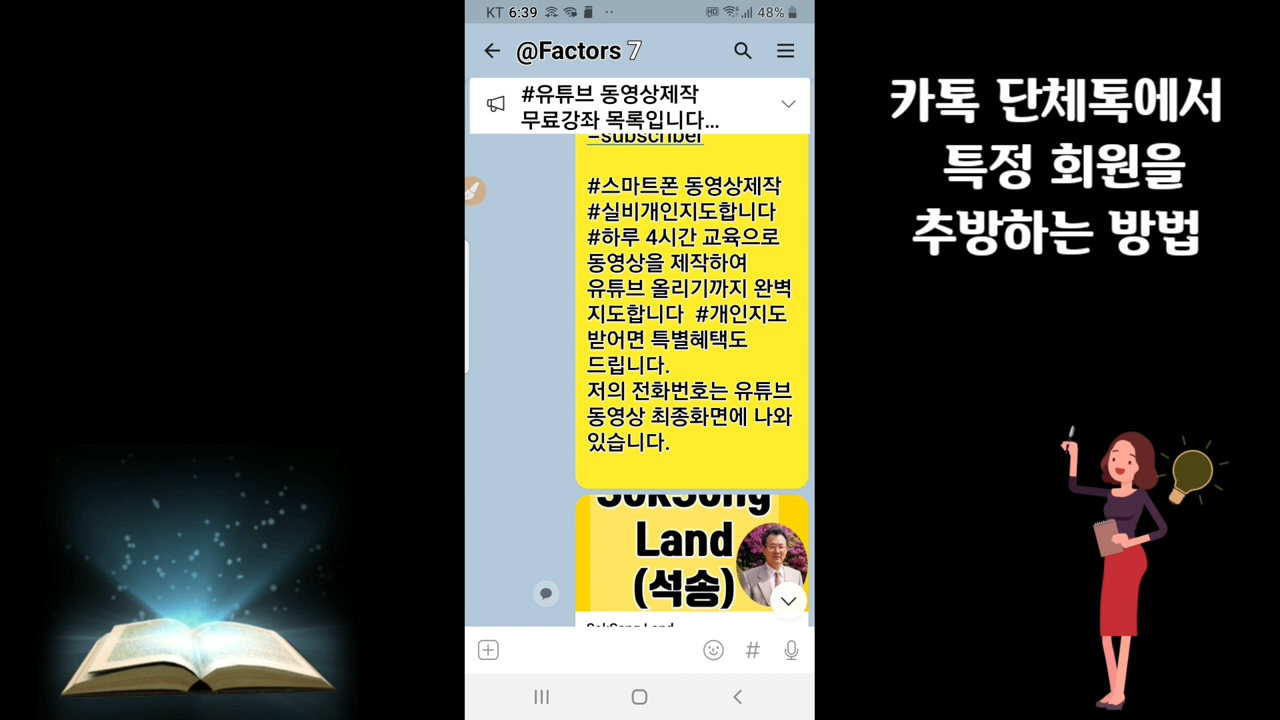 KT 6:39
48%
@Factors 7
#유튜브 동영상제작
무료강좌 목록입니다...
=subscriber
#스마트폰 동영상제작
#실비개인지도합니다
#하루 4시간 교육으로
동영상을 제작하여
유튜브 올리기까지 완벽
지도합니다 #개인지도
받어면 특별혜택도
드립니다.
저의 전화번호는 유튜브
동영상 최종화면에 나와
있습니다.
SokSong
Land
(석송)
SokSong Land
#
카톡 단체톡에서
특정 회원을
추방하는 방법